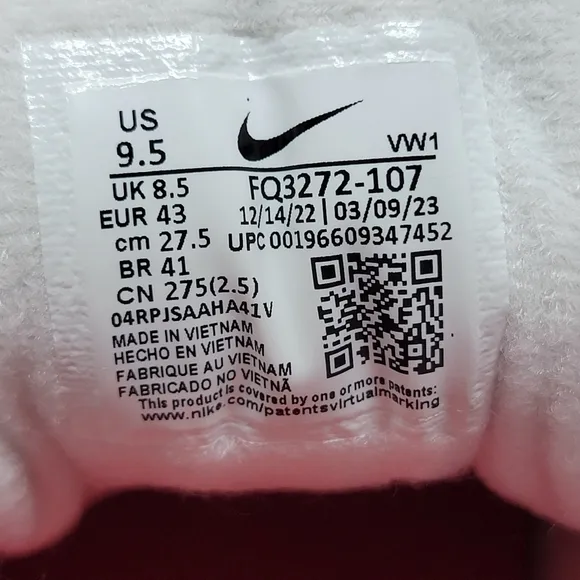 US
9.5
VW1
UK 8.5
FQ3272-107
EUR 43
12/14/22 | 03/09/23
cm 27.5
UPC 00196609347452
BR 41
CN 275(2.5)
04RPJSAAHA41V
MADE IN VIETNAM
HECHO EN VIETNAM
FABRIQUE AU VIETNAM
FABRICADO NO VIETNÃ
This product is covered by one or more patents:
www.nike.com/patentsvirtualmarking